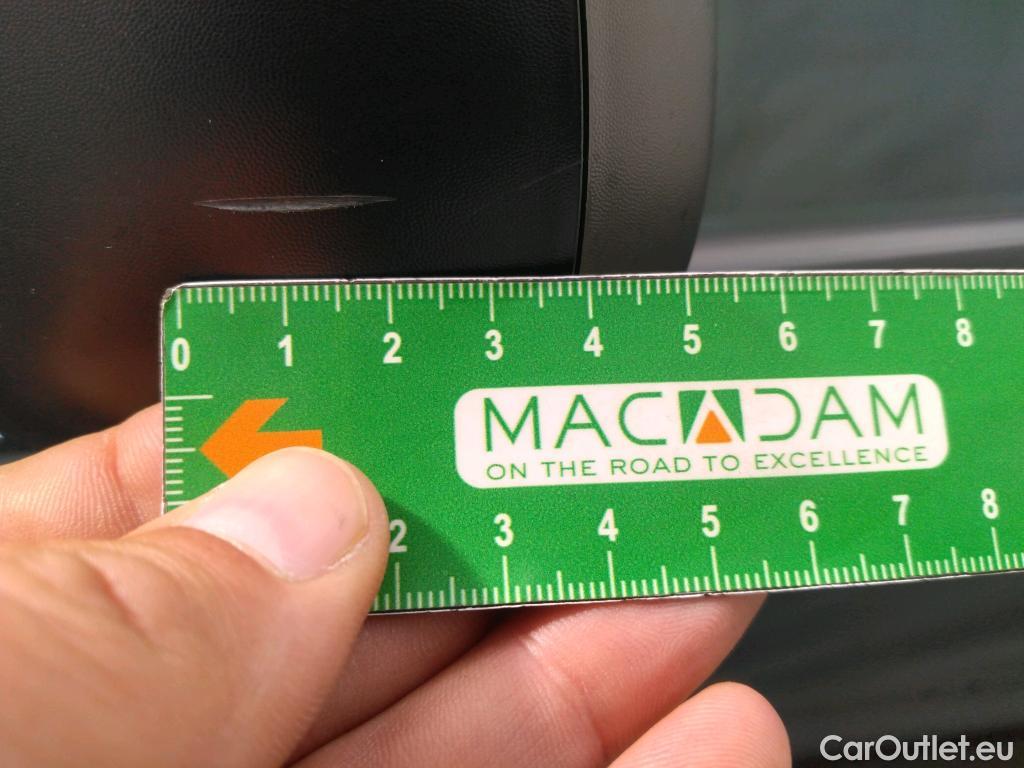 0 1 2 3 4 5 6 7 8
MACADAM
ON THE ROAD TO EXCELLENCE
2 3 4 5 6 7 8
CarOutlet.eu